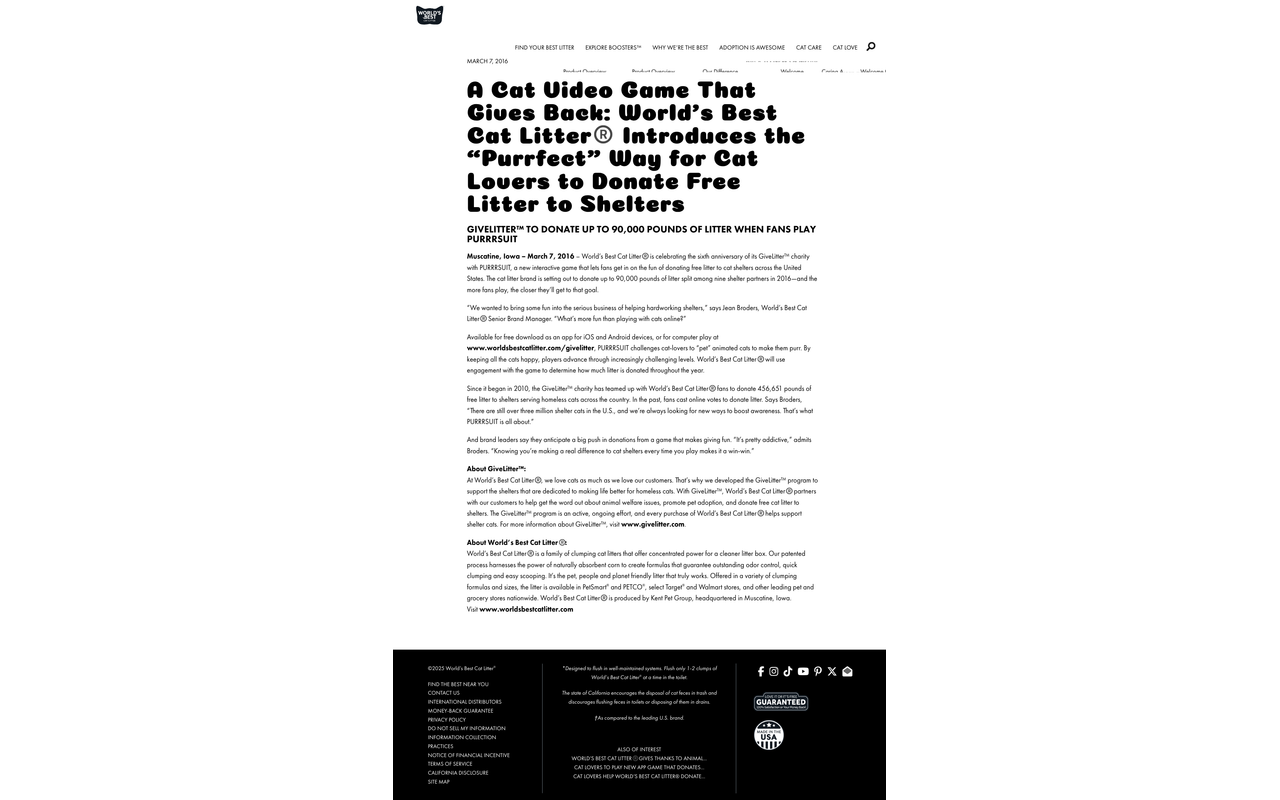 WORLD'S
BEST
FIND YOUR BEST LITTER EXPLORE BOOSTERS™ WHY WE'RE THE BEST ADOPTION IS AWESOME CAT CARE CAT LOVE
MARCH 7, 2016
Product Overview Product Overview Our Difference Welcome Caring A Welcome
A Cat Video Game That
Gives Back: World's Best
Cat Litter® Introduces the
“Purrfect” Way for Cat
Lovers to Donate Free
Litter to Shelters
GIVELITTER™ TO DONATE UP TO 90,000 POUNDS OF LITTER WHEN FANS PLAY
PURRRSUIT
Muscatine, Iowa – March 7, 2016 – World's Best Cat Litter® is celebrating the sixth anniversary of its GiveLitter™ charity
with PURRRSUIT, a new interactive game that lets fans get in on the fun of donating free litter to cat shelters across the United
States. The cat litter brand is setting out to donate up to 90,000 pounds of litter split among nine shelter partners in 2016—and the
more fans play, the closer they'll get to that goal.
“We wanted to bring some fun into the serious business of helping hardworking shelters,” says Jean Broders, World's Best Cat
Litter® Senior Brand Manager. “What's more fun than playing with cats online?”
Available for free download as an app for iOS and Android devices, or for computer play at
www.worldsbestcatlitter.com/givelitter, PURRRSUIT challenges cat-lovers to “pet” animated cats to make them purr. By
keeping all the cats happy, players advance through increasingly challenging levels. World's Best Cat Litter® will use
engagement with the game to determine how much litter is donated throughout the year.
Since it began in 2010, the GiveLitter™ charity has teamed up with World's Best Cat Litter® fans to donate 456,651 pounds of
free litter to shelters serving homeless cats across the country. In the past, fans cast online votes to donate litter. Says Broders,
“There are still over three million shelter cats in the U.S., and we're always looking for new ways to boost awareness. That's what
PURRRSUIT is all about.”
And brand leaders say they anticipate a big push in donations from a game that makes giving fun. “It's pretty addictive,” admits
Broders. “Knowing you're making a real difference to cat shelters every time you play makes it a win-win.”
About GiveLitter™:
At World's Best Cat Litter®, we love cats as much as we love our customers. That's why we developed the GiveLitter™ program to
support the shelters that are dedicated to making life better for homeless cats. With GiveLitter™, World's Best Cat Litter® partners
with our customers to help get the word out about animal welfare issues, promote pet adoption, and donate free cat litter to
shelters. The GiveLitter™ program is an active, ongoing effort, and every purchase of World's Best Cat Litter® helps support
shelter cats. For more information about GiveLitter™, visit www.givelitter.com.
About World's Best Cat Litter®:
World's Best Cat Litter® is a family of clumping cat litters that offer concentrated power for a cleaner litter box. Our patented
process harnesses the power of naturally absorbent corn to create formulas that guarantee outstanding odor control, quick
clumping and easy scooping. It's the pet, people and planet friendly litter that truly works. Offered in a variety of clumping
formulas and sizes, the litter is available in PetSmart® and PETCO®, select Target® and Walmart stores, and other leading pet and
grocery stores nationwide. World's Best Cat Litter® is produced by Kent Pet Group, headquartered in Muscatine, Iowa.
Visit www.worldsbestcatlitter.com
©2025 World's Best Cat Litter®
FIND THE BEST NEAR YOU
CONTACT US
INTERNATIONAL DISTRIBUTORS
MONEY-BACK GUARANTEE
PRIVACY POLICY
DO NOT SELL MY INFORMATION
INFORMATION COLLECTION
PRACTICES
NOTICE OF FINANCIAL INCENTIVE
TERMS OF SERVICE
CALIFORNIA DISCLOSURE
SITE MAP
*Designed to flush in well-maintained systems. Flush only 1-2 clumps of
World's Best Cat Litter® at a time in the toilet.
The state of California encourages the disposal of cat feces in trash and
discourages flushing feces in toilets or disposing of them in drains.
†As compared to the leading U.S. brand.
ALSO OF INTEREST
WORLD'S BEST CAT LITTER®GIVES THANKS TO ANIMAL...
CAT LOVERS TO PLAY NEW APP GAME THAT DONATES...
CAT LOVERS HELP WORLD'S BEST CAT LITTER® DONATE...
LOVE IT OR IT'S FREE
GUARANTEED
MADE IN THE
USA